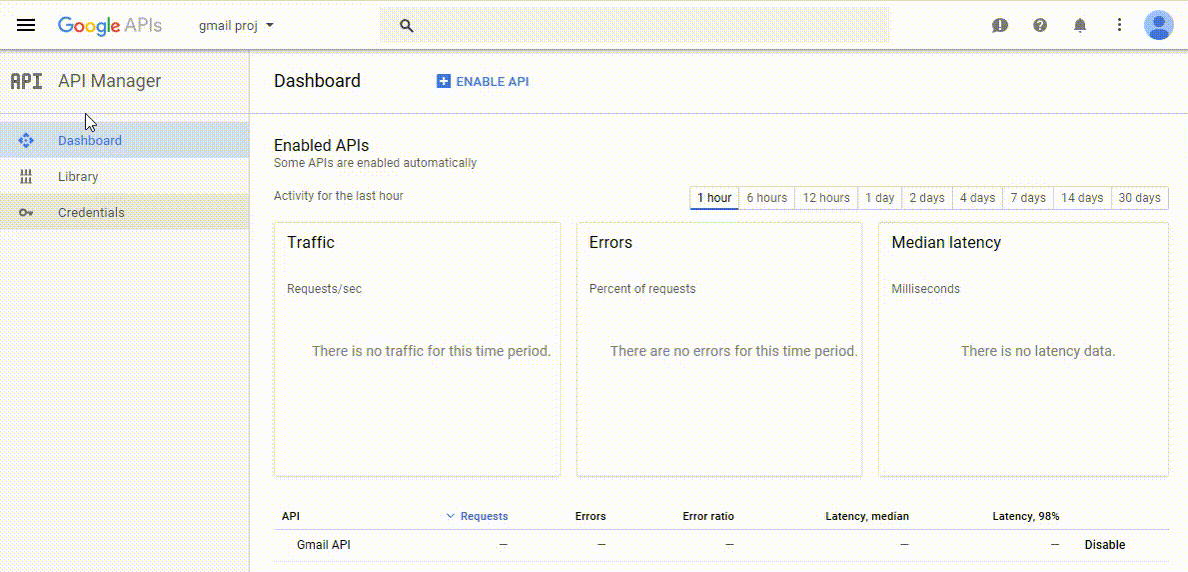 Google APIs gmail proj
API API Manager
Dashboard ENABLE API
Dashboard
Library
Credentials
Enabled APIs
Some APIs are enabled automatically
Activity for the last hour
1 hour 6 hours 12 hours 1 day 2 days 4 days 7 days 14 days 30 days
Traffic
Requests/sec
There is no traffic for this time period.
Errors
Percent of requests
There are no errors for this time period.
Median latency
Milliseconds
There is no latency data.
API Requests Errors Error ratio Latency, median Latency, 98%
Gmail API — — — — — Disable